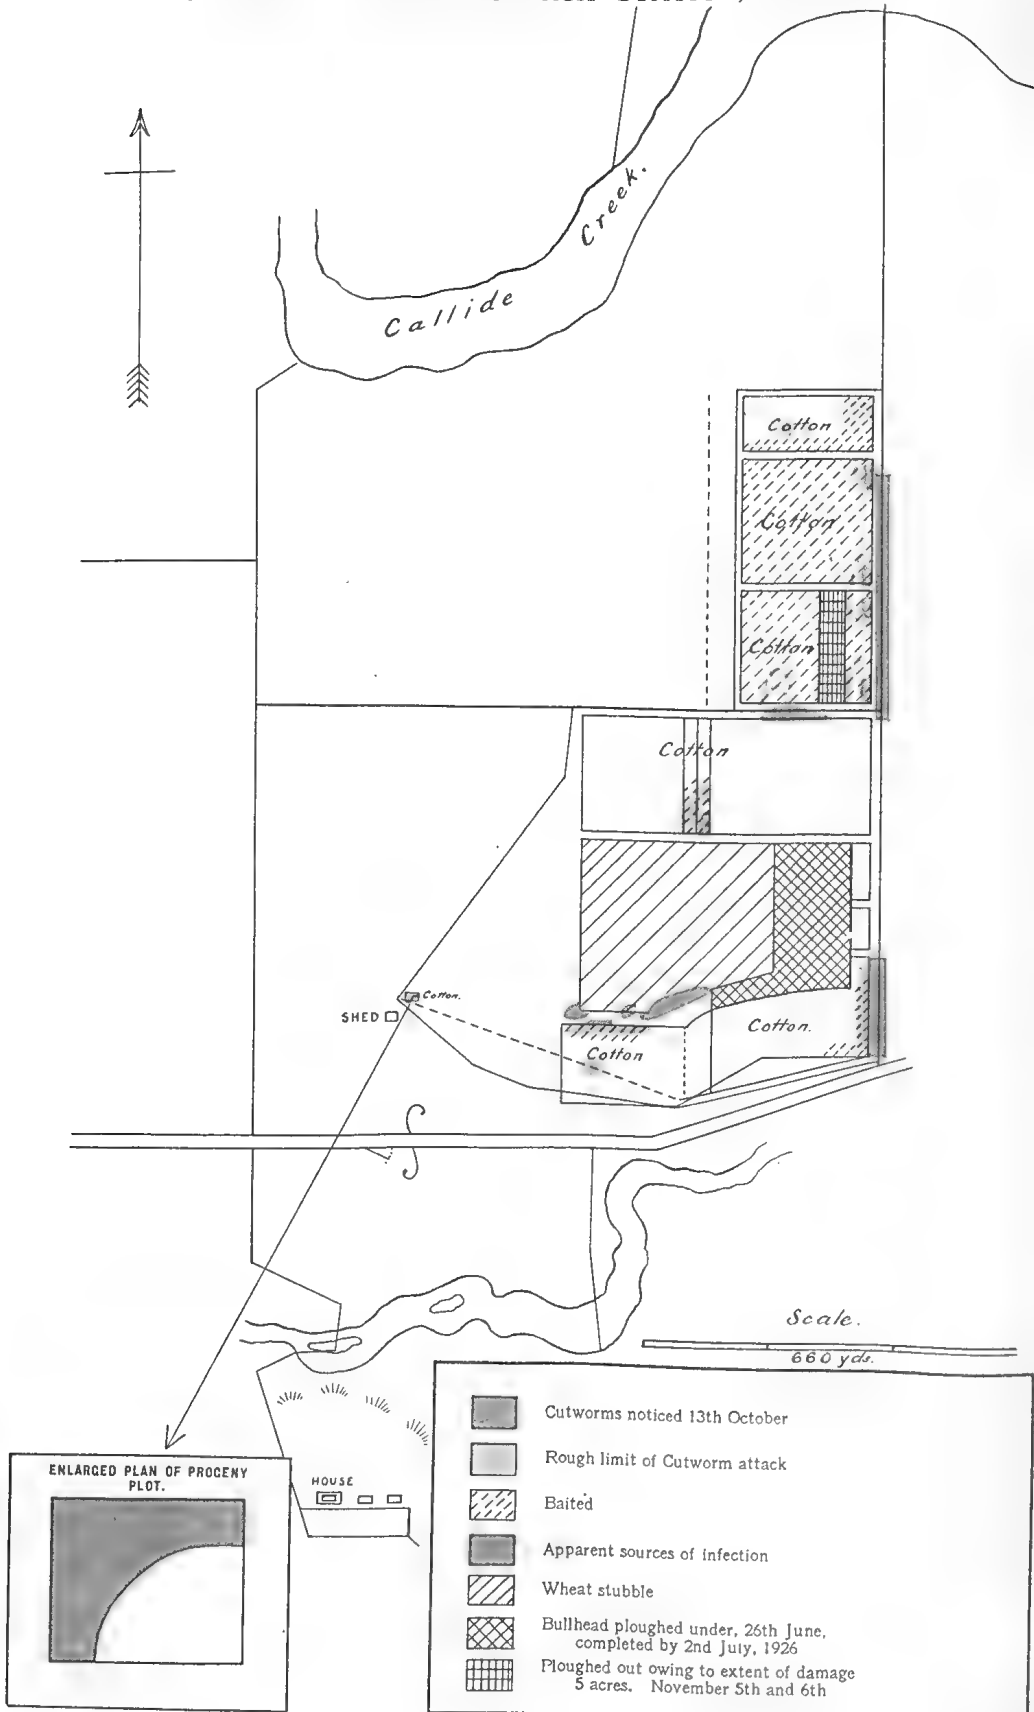 Creek.
Callide
Cotton
Cotton
Cotton
Cotton
Cotton.
SHED
Cotton.
Cotton
Scale.
660 yds.
ENLARGED PLAN OF PROGENY
PLOT.
HOUSE
Cutworms noticed 13th October
Rough limit of Cutworm attack
Baited
Apparent sources of infection
Wheat stubble
Bullhead ploughed under, 26th June,
completed by 2nd July, 1926
Ploughed out owing to extent of damage
5 acres. November 5th and 6th